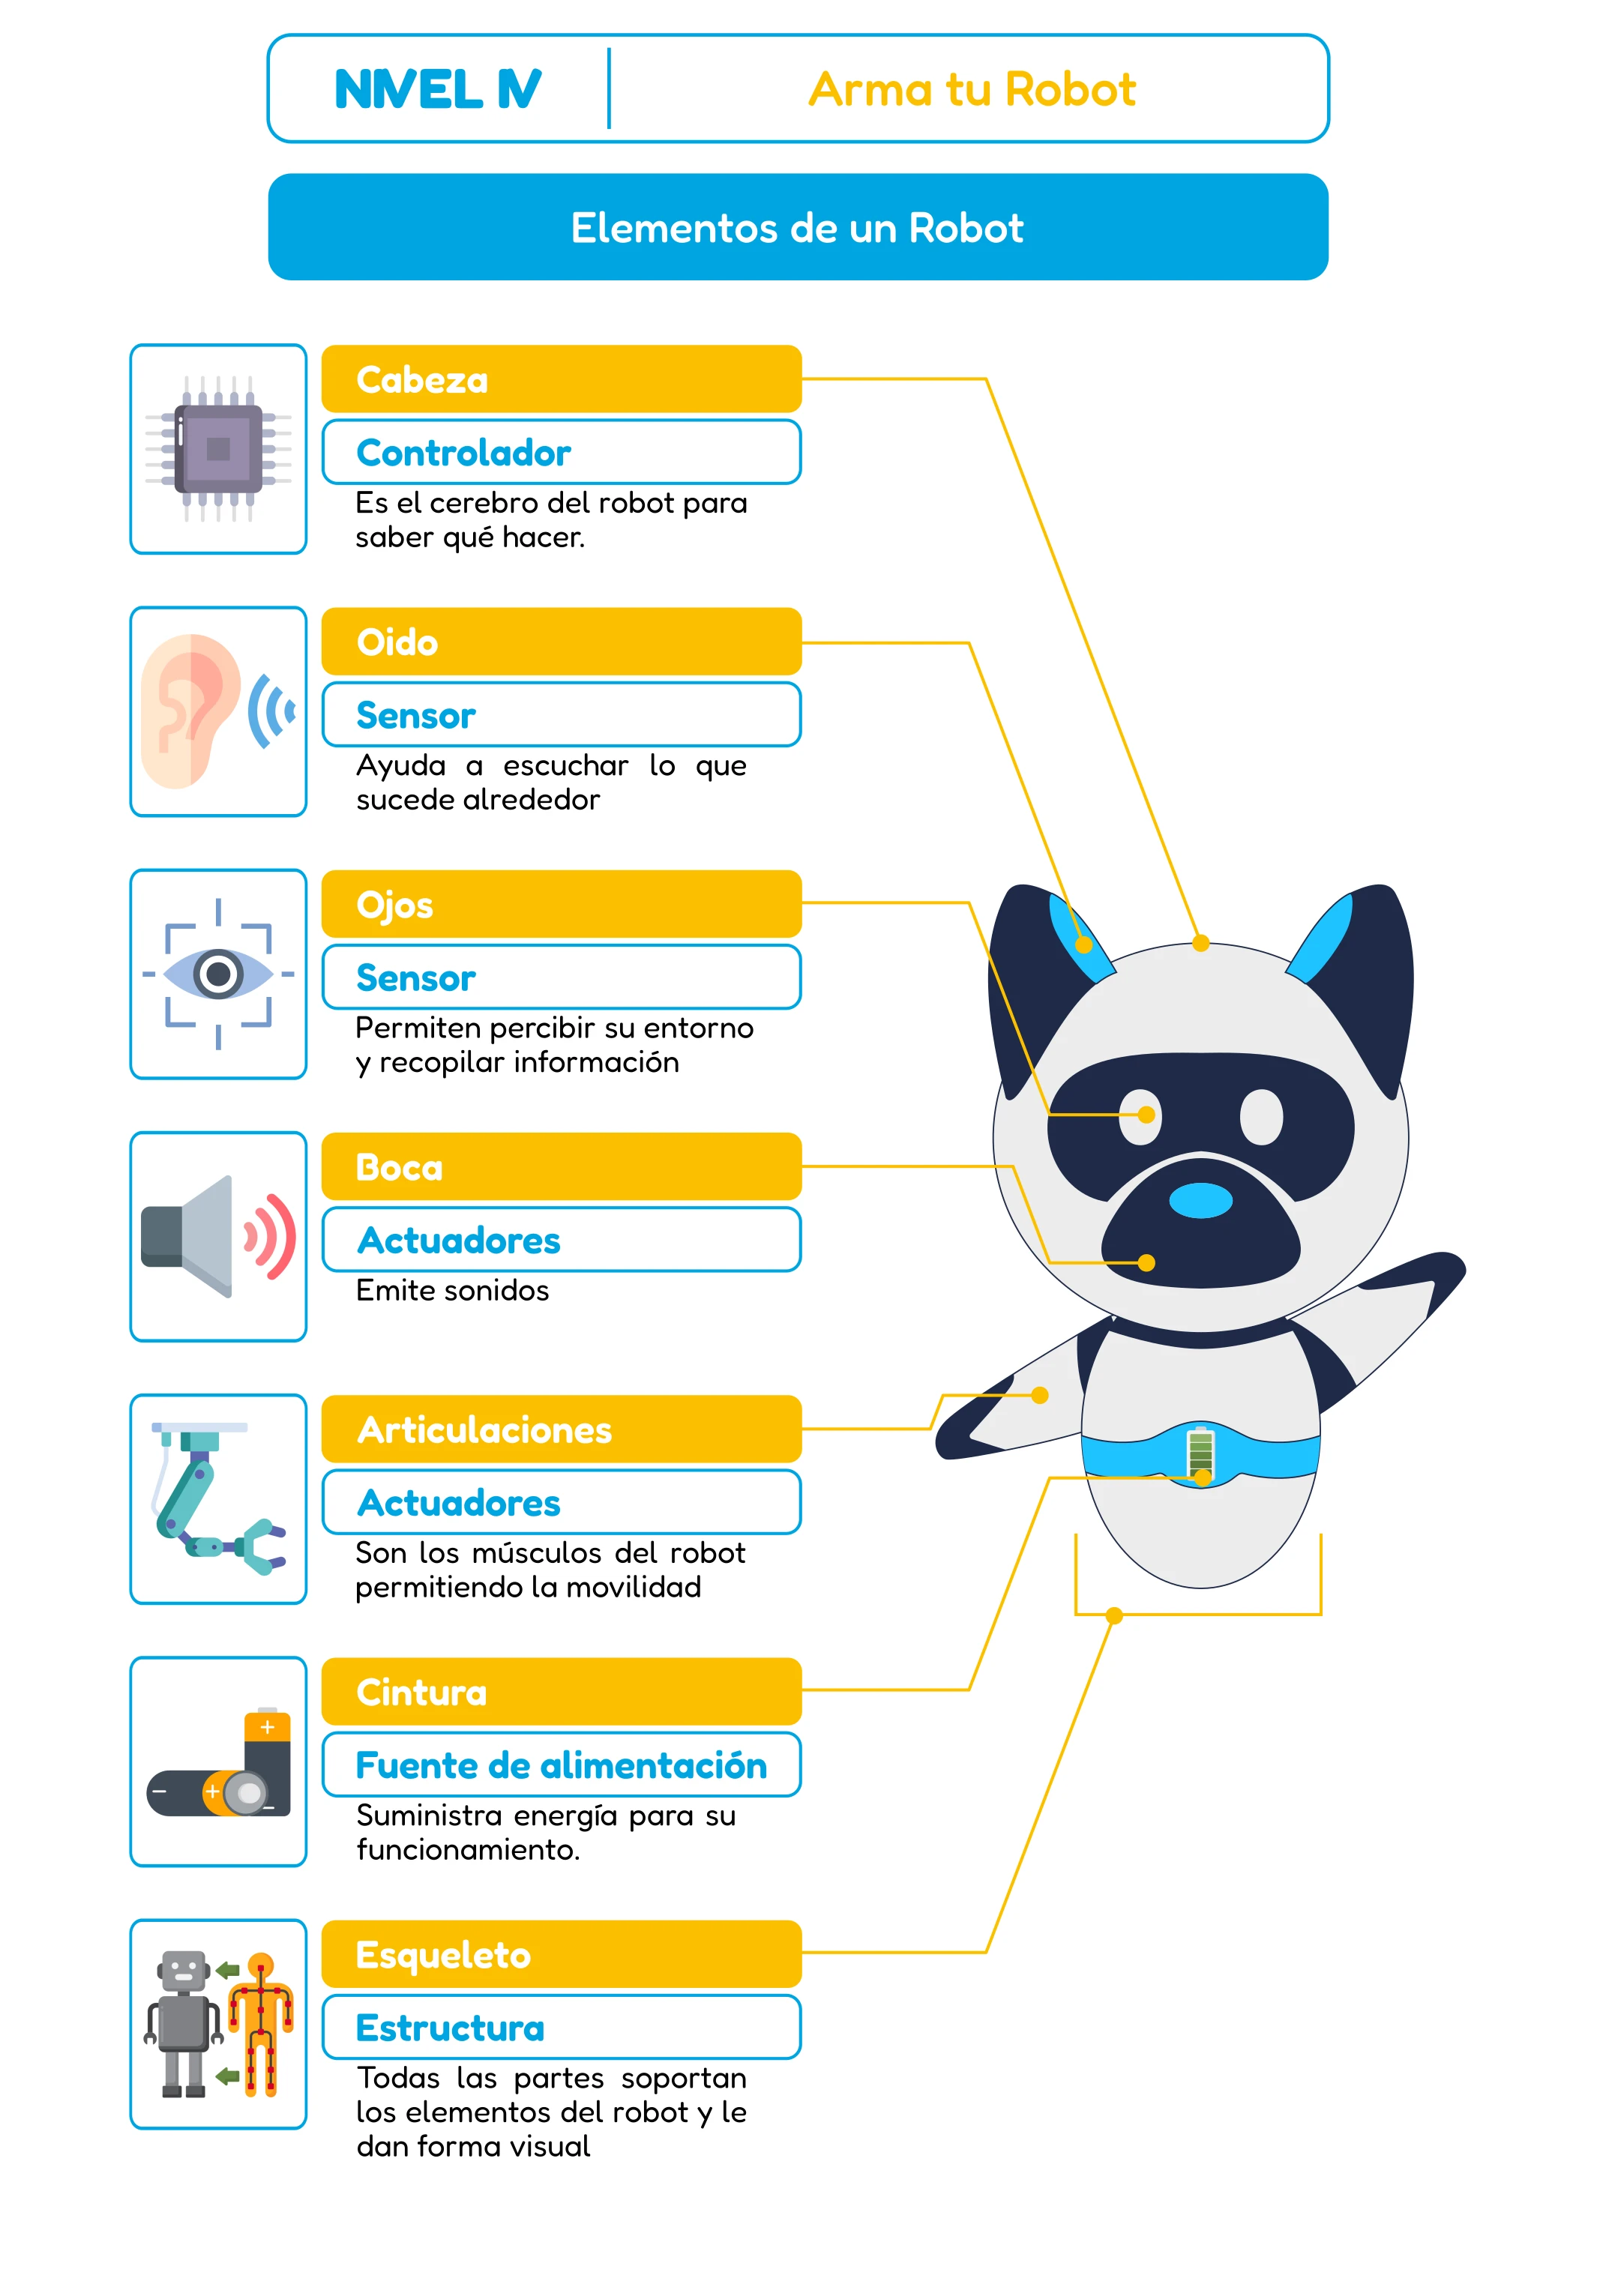 NIVEL IV
Arma tu Robot
Elementos de un Robot
Cabeza
Controlador
Es el cerebro del robot para
saber qué hacer.
Oido
Sensor
Ayuda a escuchar lo que
sucede alrededor
Ojos
Sensor
Permiten percibir su entorno
y recopilar información
Boca
Actuadores
Emite sonidos
Articulaciones
Actuadores
Son los músculos del robot
permitiendo la movilidad
Cintura
Fuente de alimentación
Suministra energía para su
funcionamiento.
Esqueleto
Estructura
Todas las partes soportan
los elementos del robot y le
dan forma visual